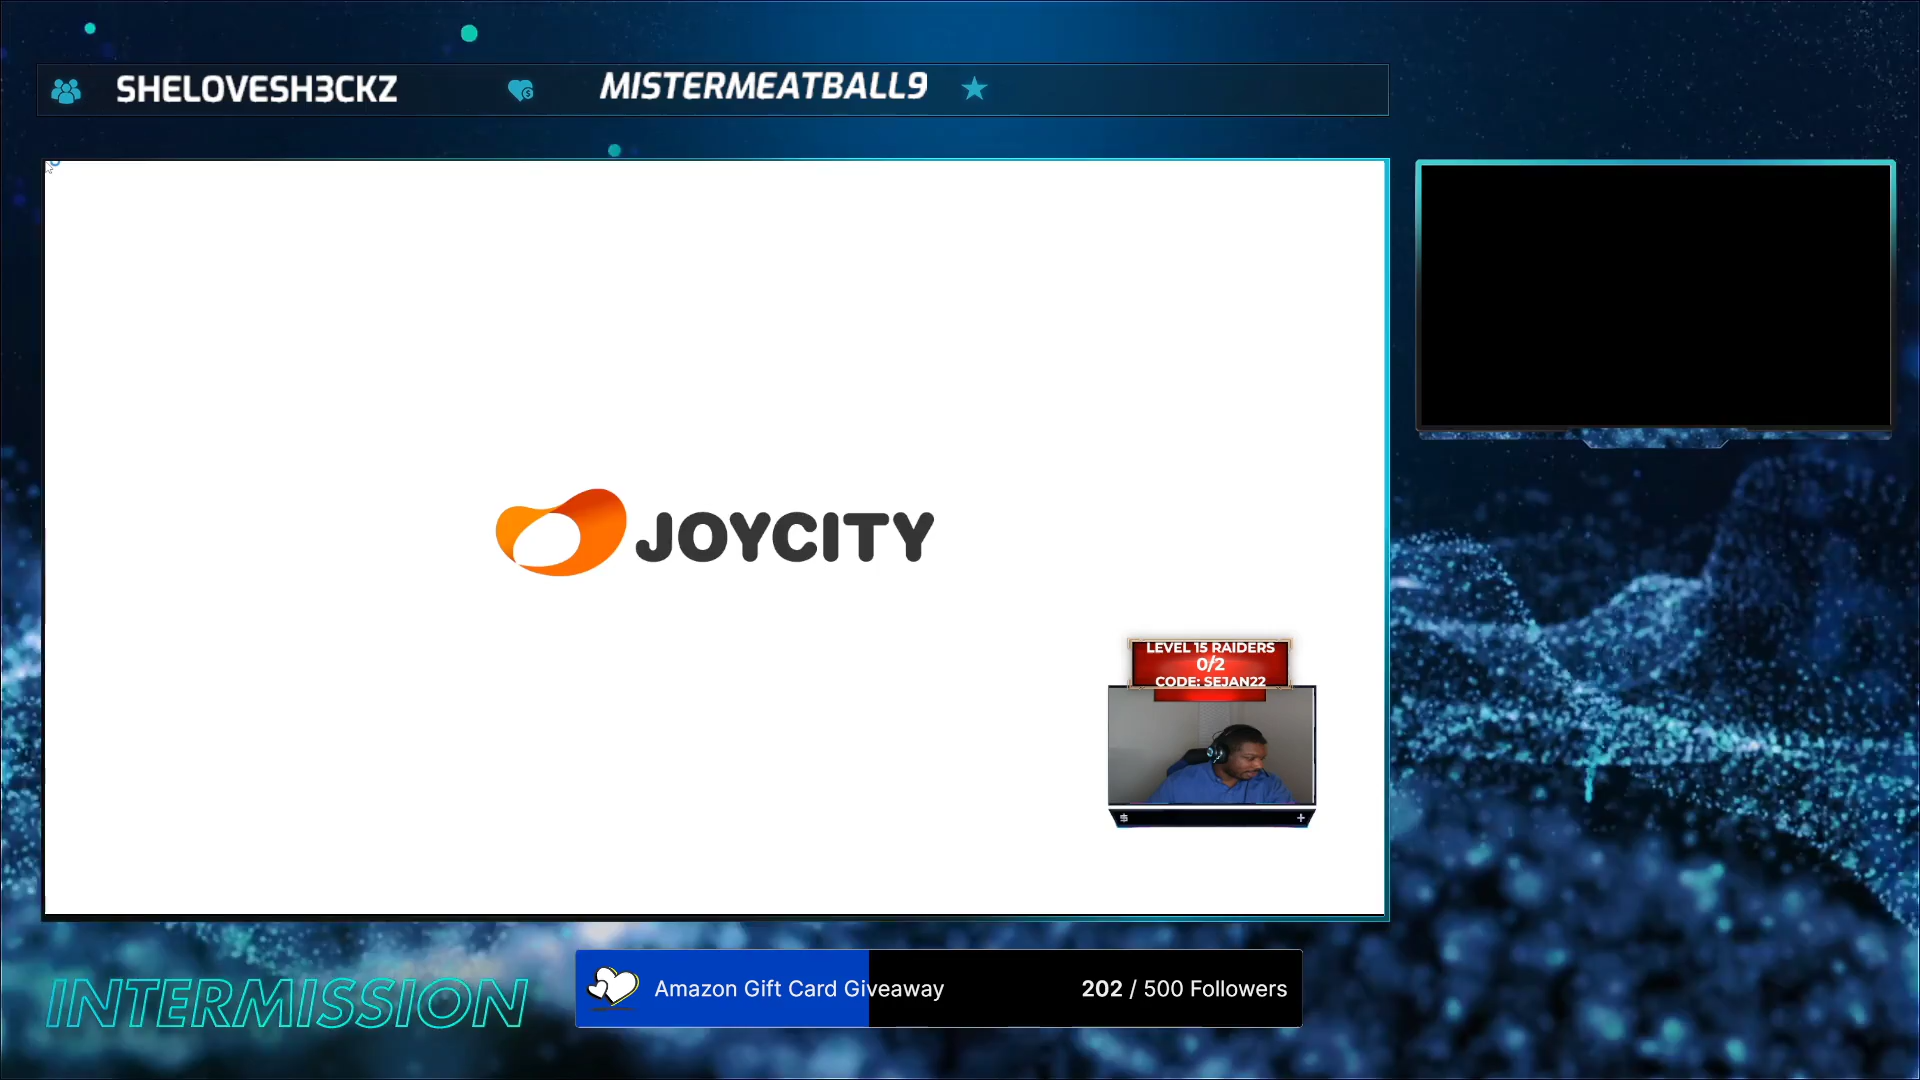 SHELOVESH3CKZ
MISTERMEATBALL9
JOYCITY
LEVEL 15 RAIDERS
0/2
CODE: SEJAN22
INTERMISSION
Amazon Gift Card Giveaway
202 / 500 Followers